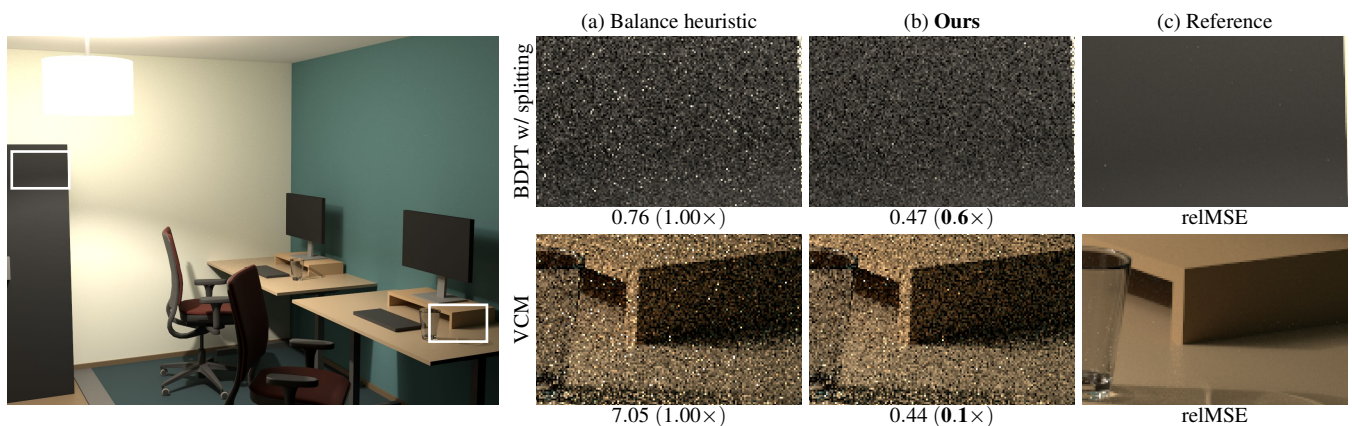 (a) Balance heuristic
(b) Ours
(c) Reference
BDPT w/ splitting
0.76 (1.00×)
0.47 (0.6×)
relMSE
VCM
7.05 (1.00×)
0.44 (0.1×)
relMSE